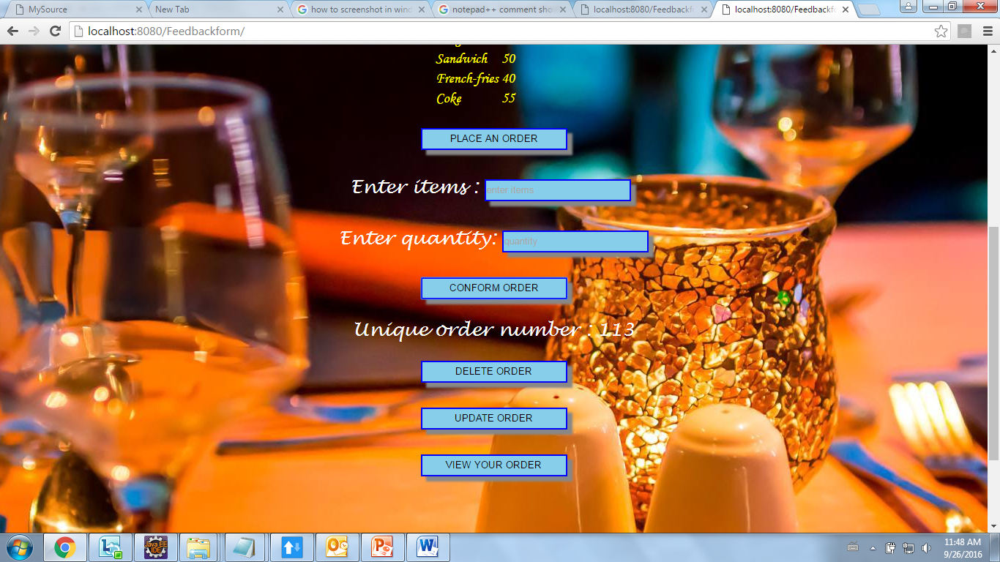 MySource
New Tab
how to screenshot in wind
notepad++ comment sho
localhost:8080/Feedbackfo
localhost:8080/Feedbackfo
localhost:8080/Feedbackform/
Sandwich 50
French-fries 40
Coke 55
PLACE AN ORDER
Enter items : enter items
Enter quantity: quantity
CONFORM ORDER
Unique order number : 113
DELETE ORDER
UPDATE ORDER
VIEW YOUR ORDER
Java EE
IDE
11:48 AM
9/26/2016